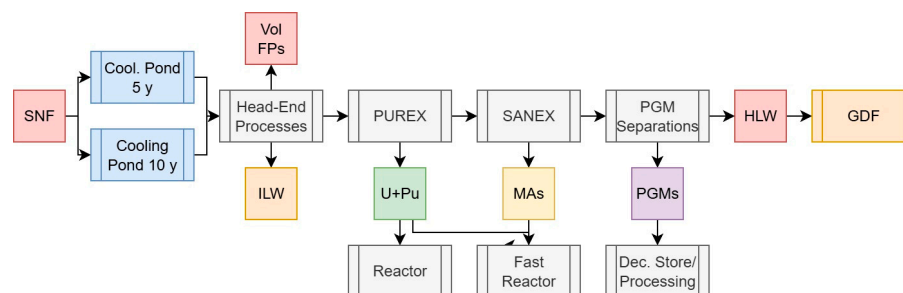 Vol
FPs
Cool. Pond
5 y
SNF
Head-End
Processes
PUREX
SANEX
PGM
Separations
HLW
GDF
Cooling
Pond 10 y
ILW
U+Pu
MAs
PGMs
Reactor
Fast
Reactor
Dec. Store/
Processing